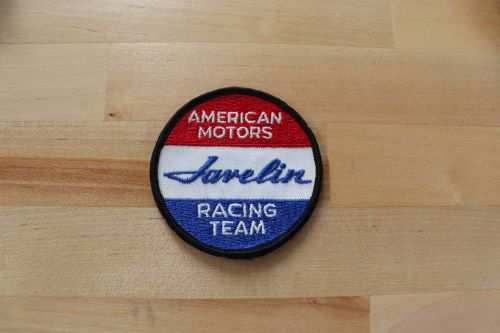 AMERICAN
MOTORS
Javelin
RACING
TEAM